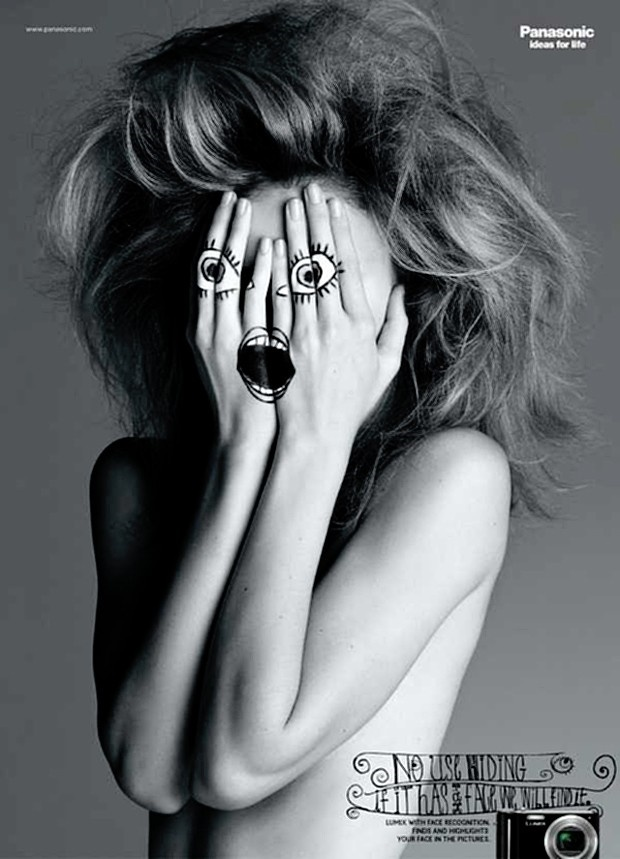 www.panasonic.com
Panasonic
ideas for life
NO USE HIDING
IF IT HAS A FACE WE WILL FIND IT.
LUMIX WITH FACE RECOGNITION.
FINDS AND HIGHLIGHTS
YOUR FACE IN THE PICTURES.
LUMIX